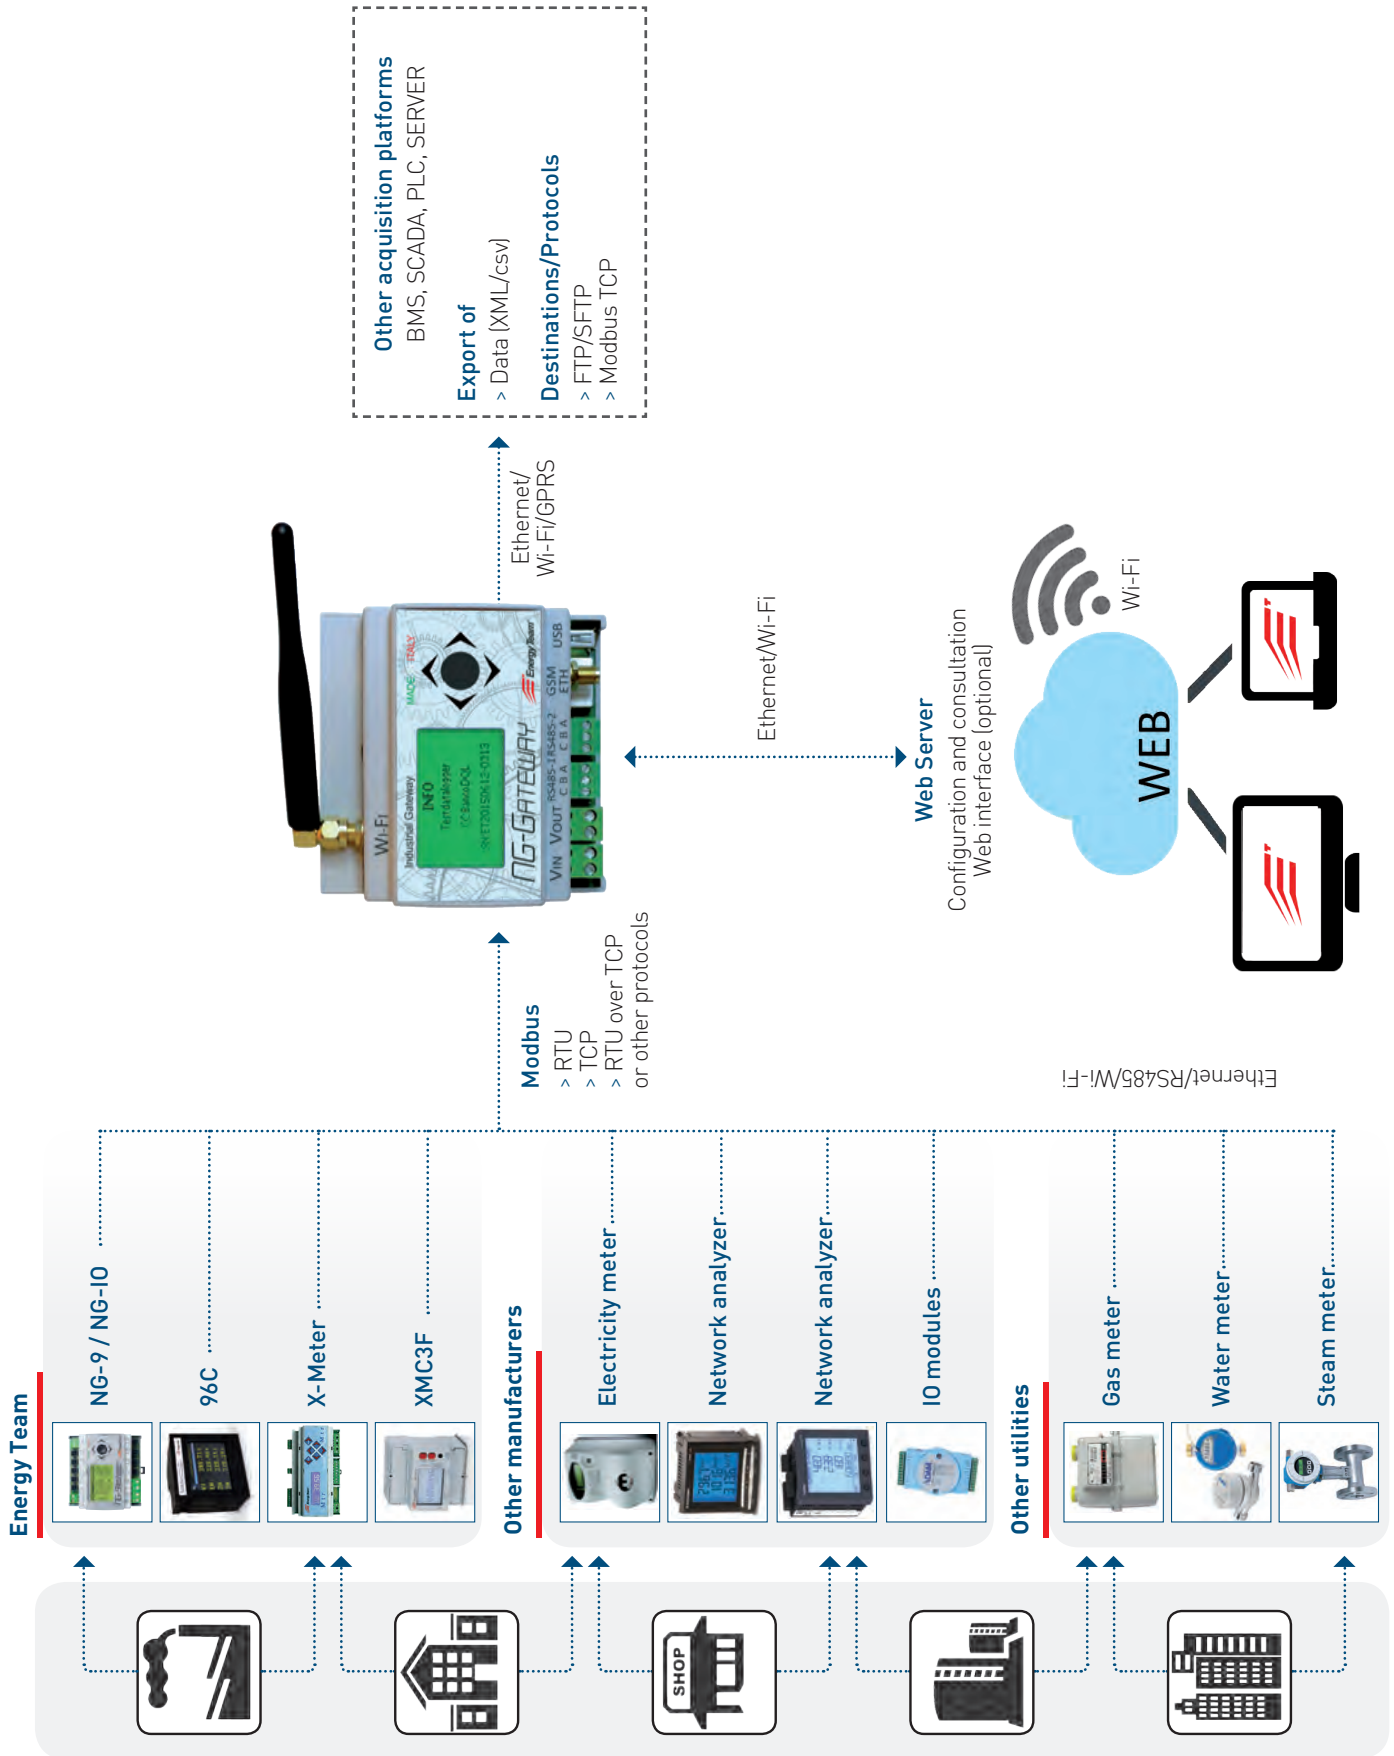 Energy Team
NG-9 / NG-IO
96C
X-Meter
XMC3F
Other manufacturers
Electricity meter
Network analyzer
Network analyzer
IO modules
Other utilities
Gas meter
Water meter
Steam meter
SHOP
Modbus
> RTU
> TCP
> RTU over TCP
or other protocols
Ethernet/RS485/Wi-Fi
Wi-Fi
Industrial Gateway
MADE
ITALY
INFO
Testdatalogger
NG-GATEWAY
EnergyTeam
VIN VOUT RS485-1 RS485-2 GSM USB
C B A C B A ETH
Ethernet/
Wi-Fi/GPRS
Other acquisition platforms
BMS, SCADA, PLC, SERVER
Export of
> Data (XML/csv)
Destinations/Protocols
> FTP/SFTP
> Modbus TCP
Ethernet/Wi-Fi
Web Server
Configuration and consultation
Web interface (optional)
WEB
Wi-Fi